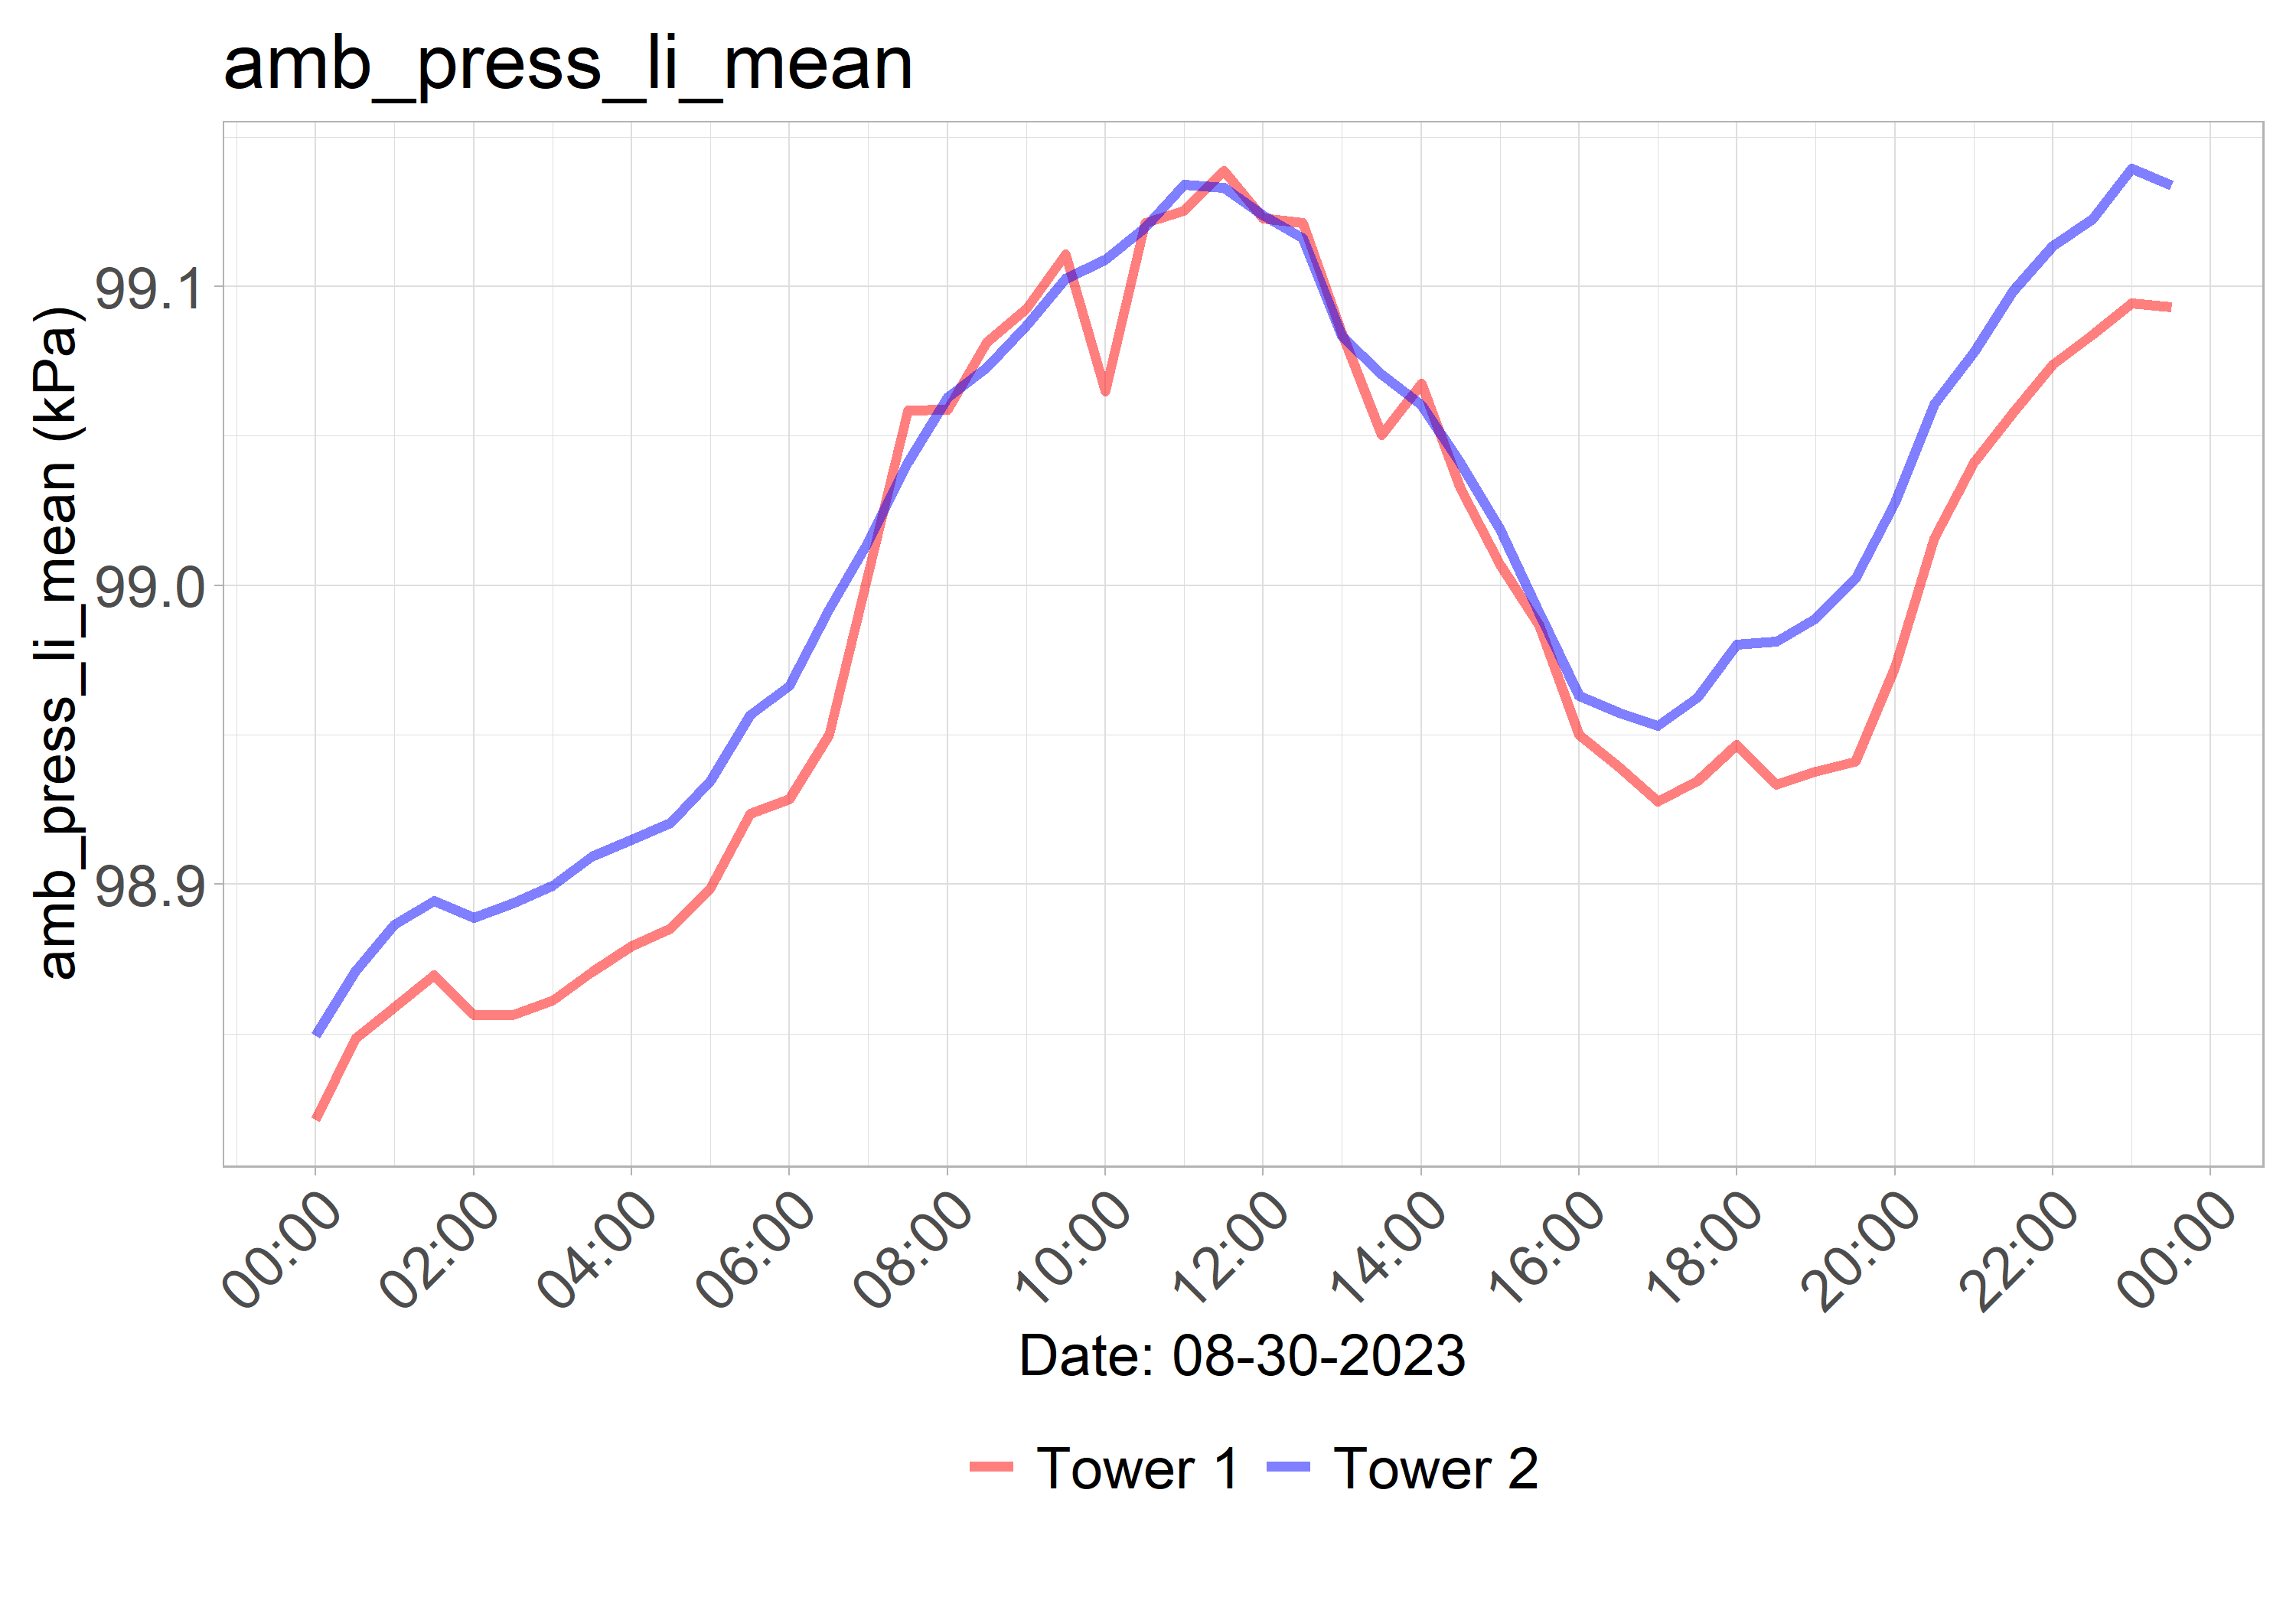 amb_press_li_mean
amb_press_li_mean (kPa)
99.1
99.0
98.9
00:00 02:00 04:00 06:00 08:00 10:00 12:00 14:00 16:00 18:00 20:00 22:00 00:00
Date: 08-30-2023
Tower 1 Tower 2